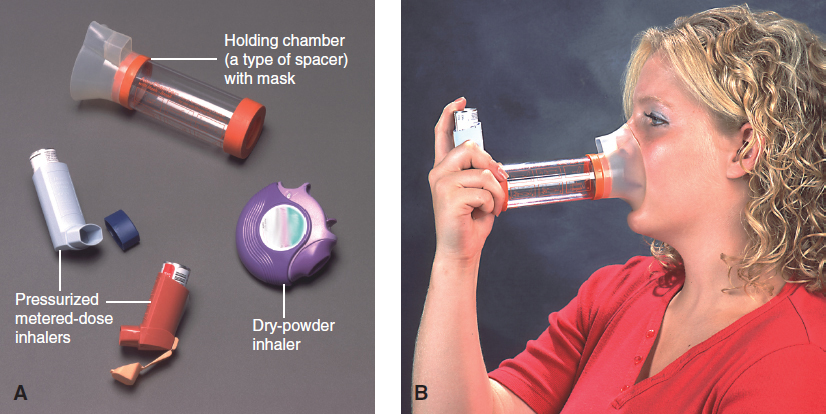 Holding chamber
(a type of spacer)
with mask
Pressurized
metered-dose
inhalers
Dry-powder
inhaler
A
B